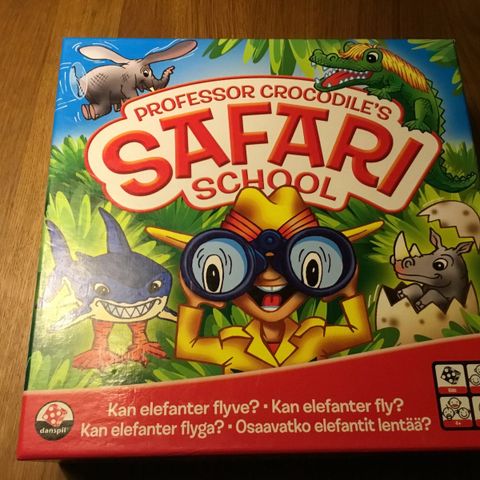 PROFESSOR CROCODILE'S
SAFARI
SCHOOL
Kan elefanter flyve? · Kan elefanter fly?
Kan elefanter flyga? · Osaavatko elefantit lentää?
danspil